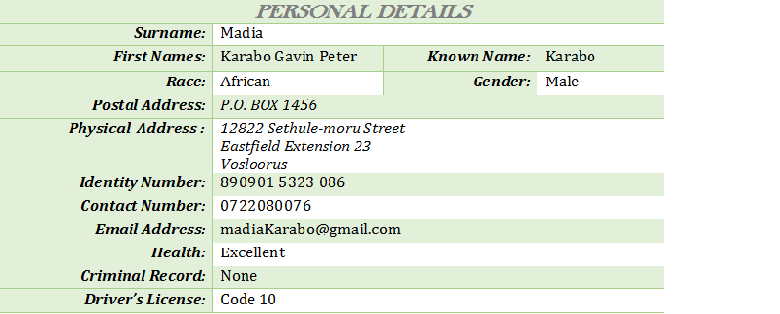 PERSONAL DETAILS
Surname: Madia
First Names: Karabo Gavin Peter Known Name: Karabo
Race: African Gender: Male
Postal Address: P.O. BOX 1456
Physical Address : 12822 Sethule-moru Street
Eastfield Extension 23
Vosloorus
Identity Number: 890901 5323 086
Contact Number: 0722080076
Email Address: madiaKarabo@gmail.com
Health: Excellent
Criminal Record: None
Driver's License: Code 10